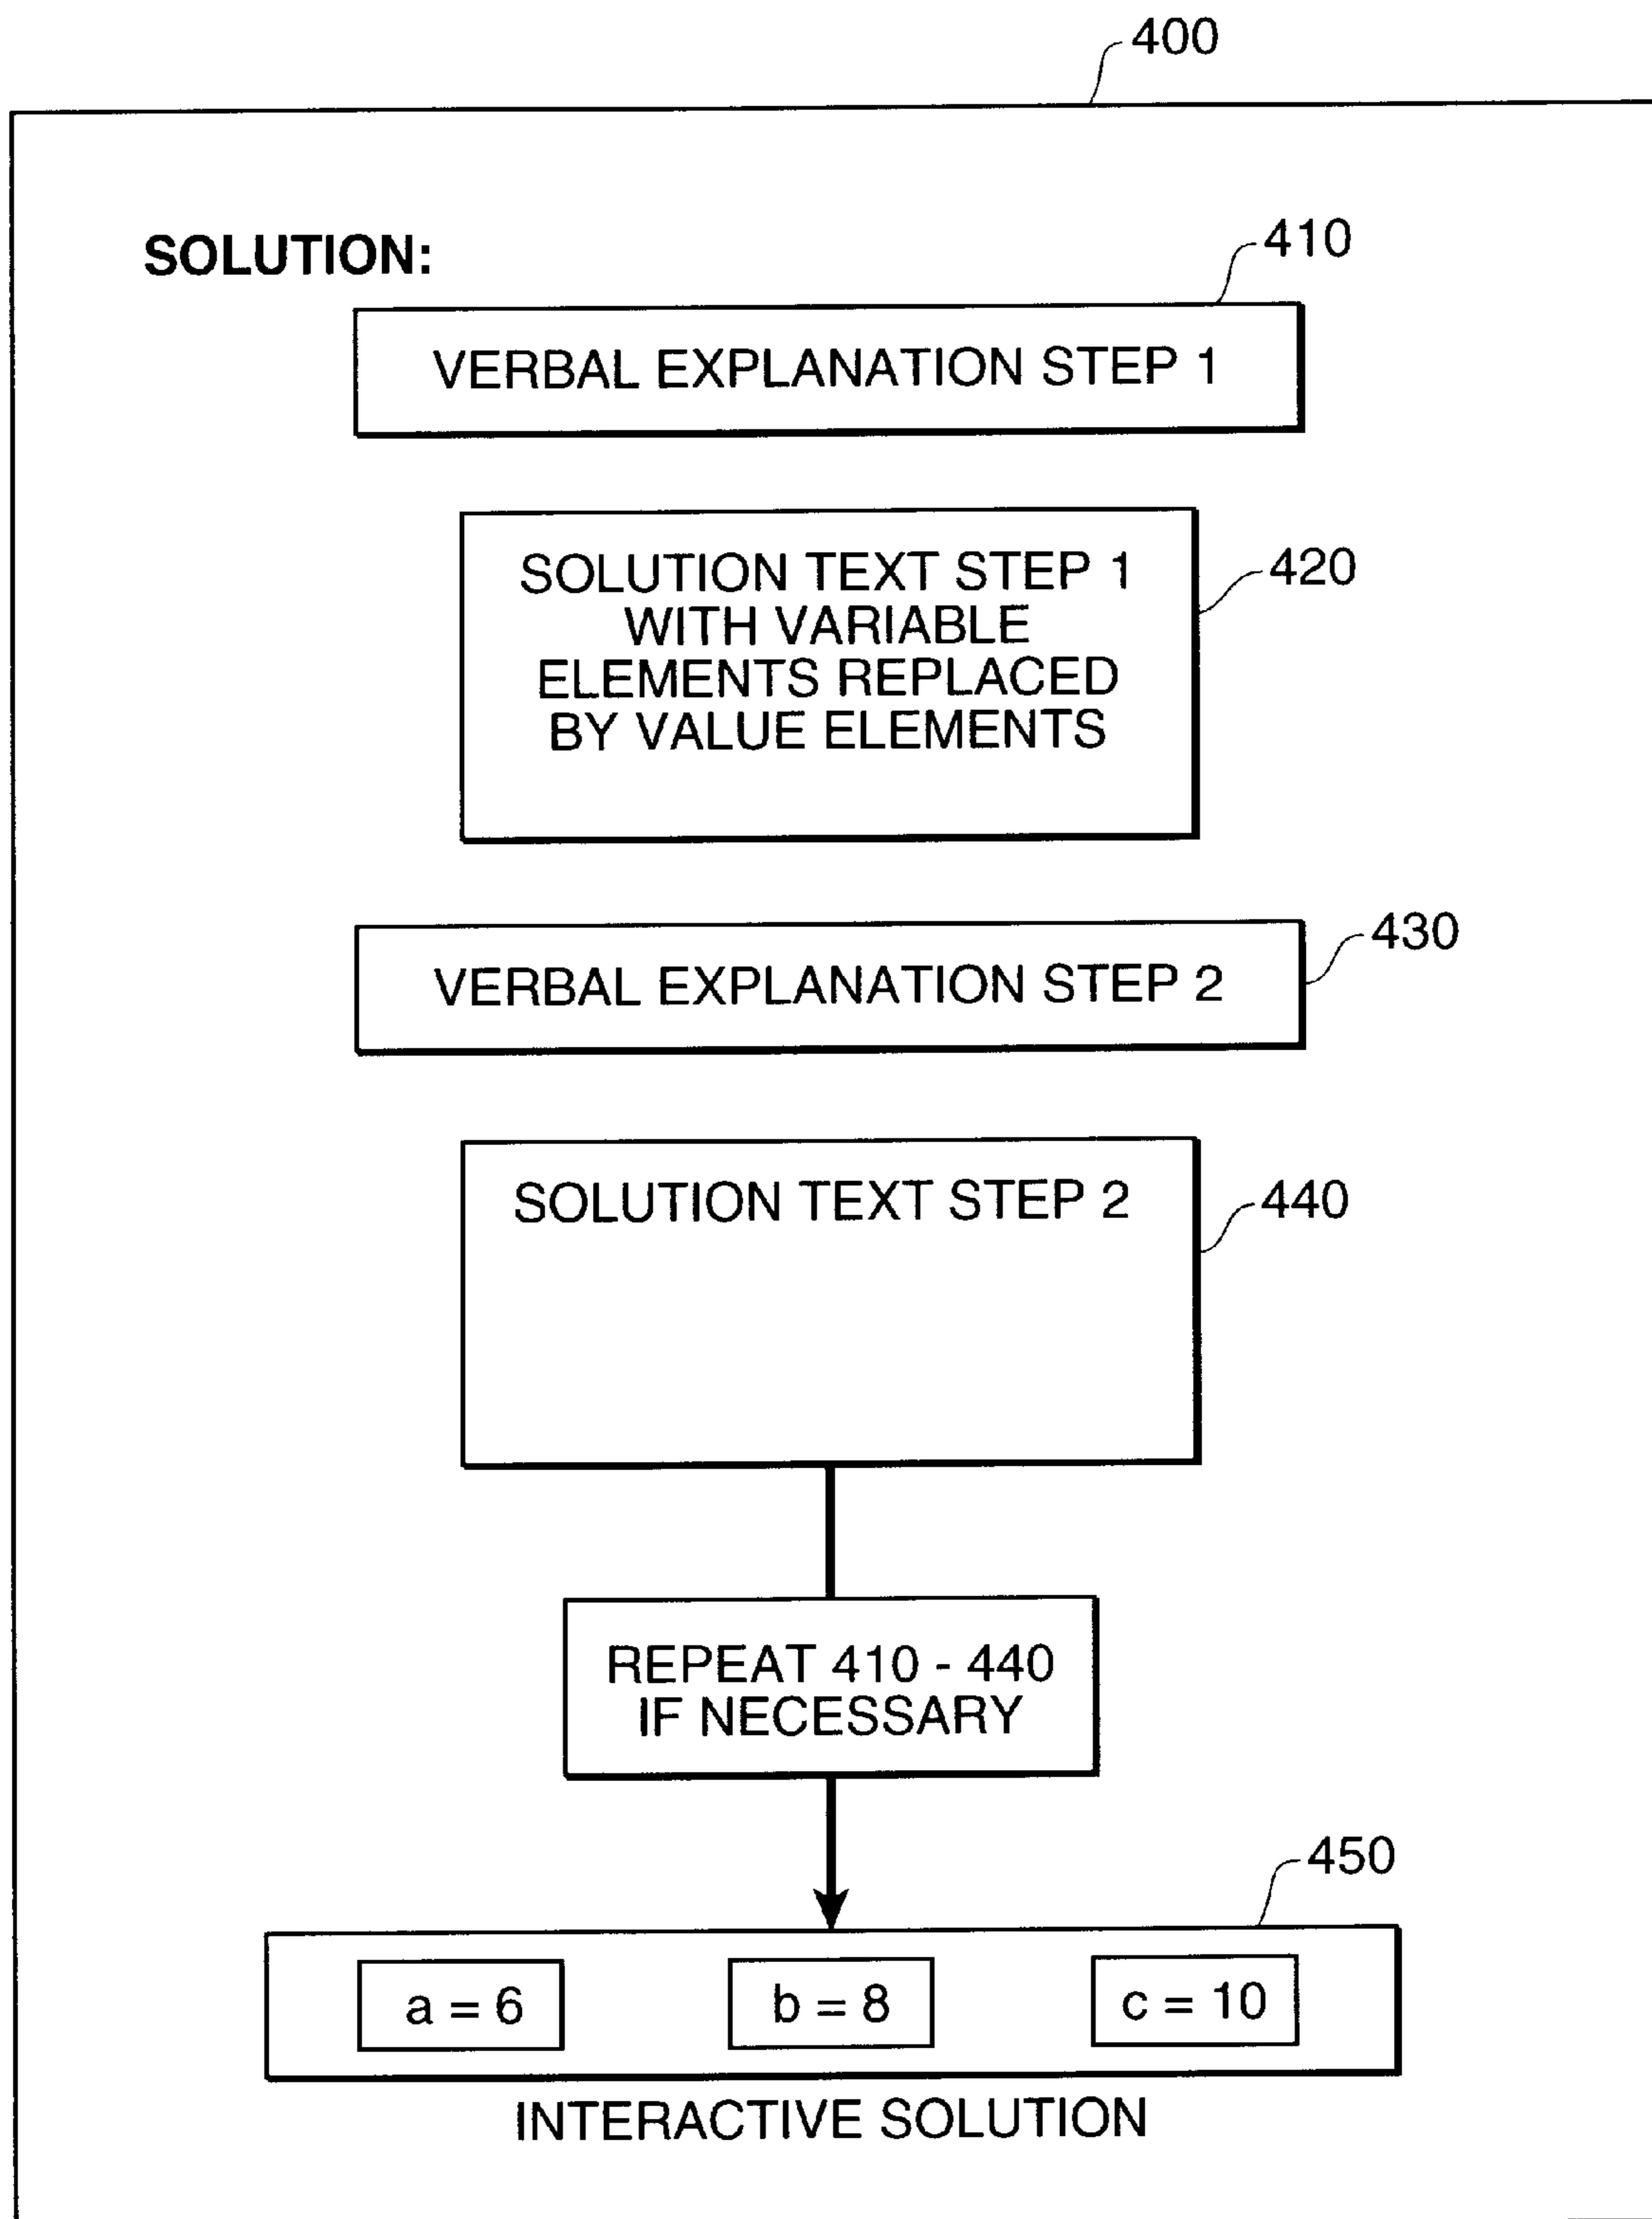 400
SOLUTION:
410
VERBAL EXPLANATION STEP 1
SOLUTION TEXT STEP 1
WITH VARIABLE
ELEMENTS REPLACED
BY VALUE ELEMENTS
420
430
VERBAL EXPLANATION STEP 2
SOLUTION TEXT STEP 2
440
REPEAT 410 - 440
IF NECESSARY
450
a = 6
b = 8
c = 10
INTERACTIVE SOLUTION